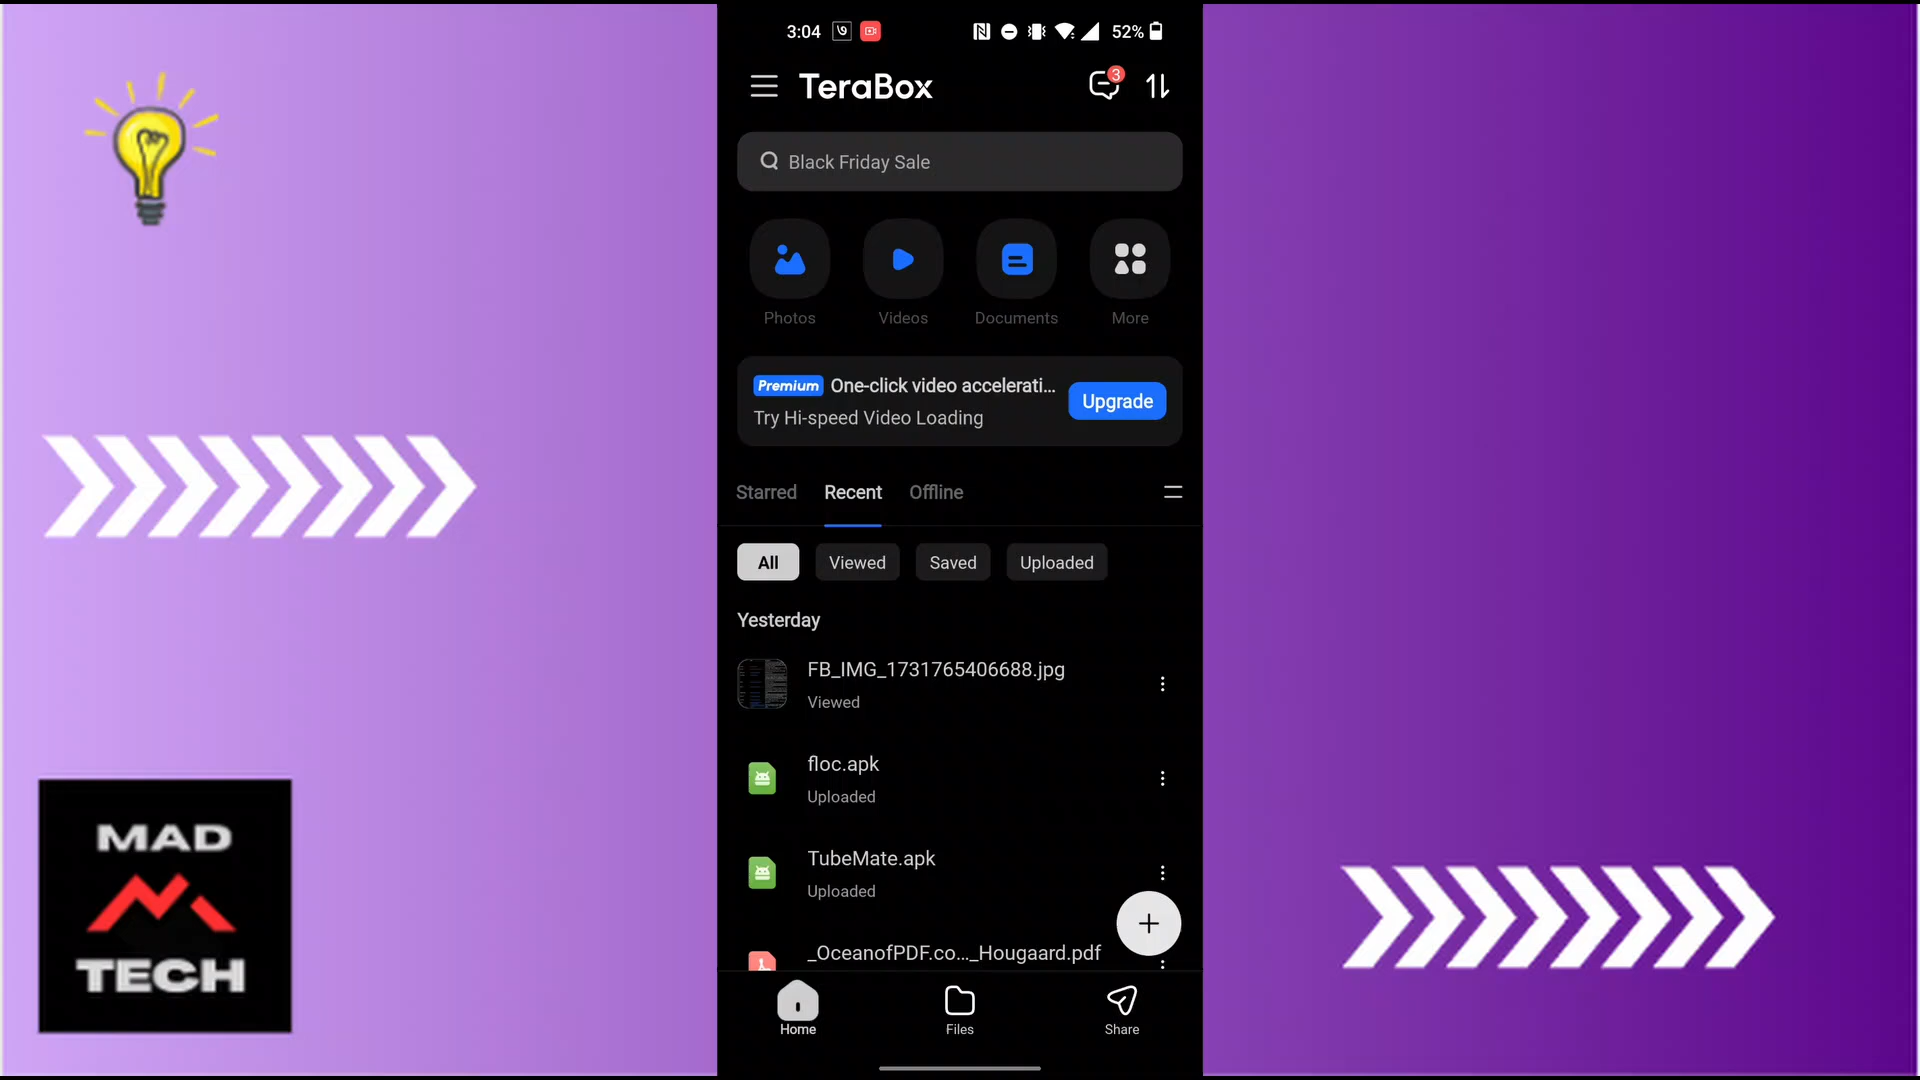 3:04
52%
TeraBox
3
Black Friday Sale
Photos
Videos
Documents
More
Premium One-click video accelerati...
Try Hi-speed Video Loading
Upgrade
Starred
Recent
Offline
All
Viewed
Saved
Uploaded
Yesterday
FB_IMG_1731765406688.jpg
Viewed
floc.apk
Uploaded
TubeMate.apk
Uploaded
_OceanofPDF.co..._Hougaard.pdf
Home
Files
Share
MAD
TECH